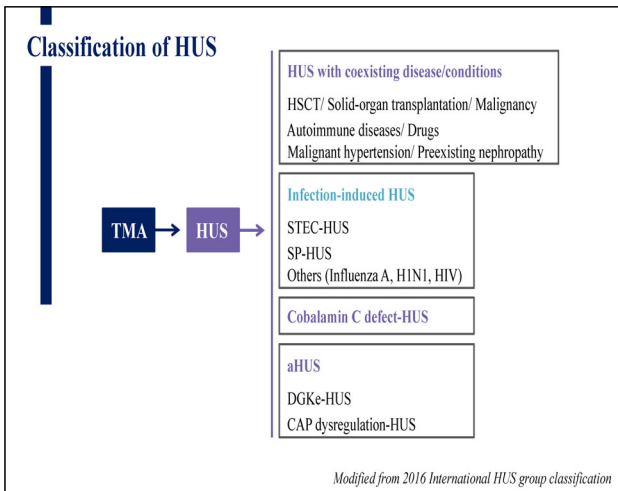 Classification of HUS
TMA
HUS
HUS with coexisting disease/conditions
HSCT/ Solid-organ transplantation/ Malignancy
Autoimmune diseases/ Drugs
Malignant hypertension/ Preexisting nephropathy
Infection-induced HUS
STEC-HUS
SP-HUS
Others (Influenza A, H1N1, HIV)
Cobalamin C defect-HUS
aHUS
DGKe-HUS
CAP dysregulation-HUS
Modified from 2016 International HUS group classification